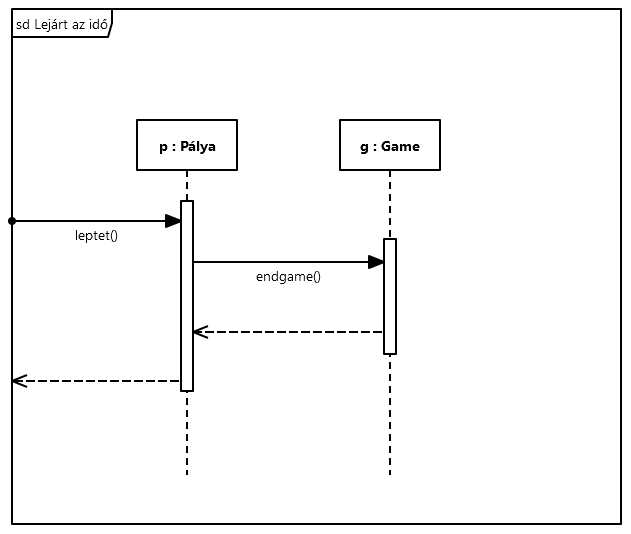 sd Lejárt az idő
p : Pálya
g : Game
leptet()
endgame()